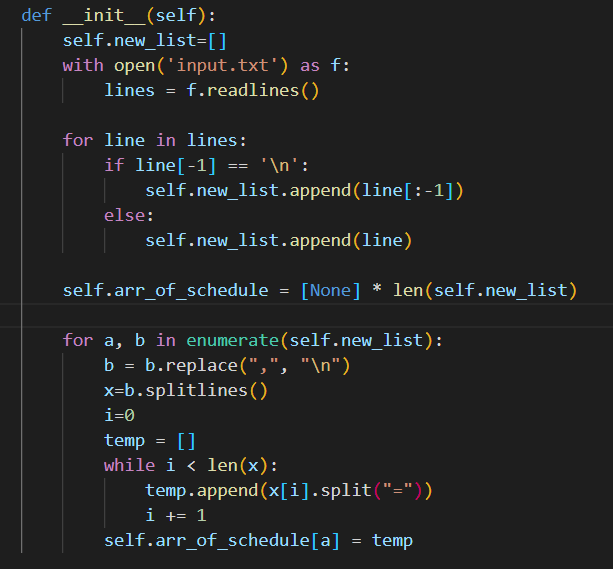 def __init__(self):
    self.new_list=[]
    with open('input.txt') as f:
        lines = f.readlines()

    for line in lines:
        if line[-1] == '\n':
            self.new_list.append(line[:-1])
        else:
            self.new_list.append(line)

    self.arr_of_schedule = [None] * len(self.new_list)

    for a, b in enumerate(self.new_list):
        b = b.replace(",", "\n")
        x=b.splitlines()
        i=0
        temp = []
        while i < len(x):
            temp.append(x[i].split("="))
            i += 1
        self.arr_of_schedule[a] = temp